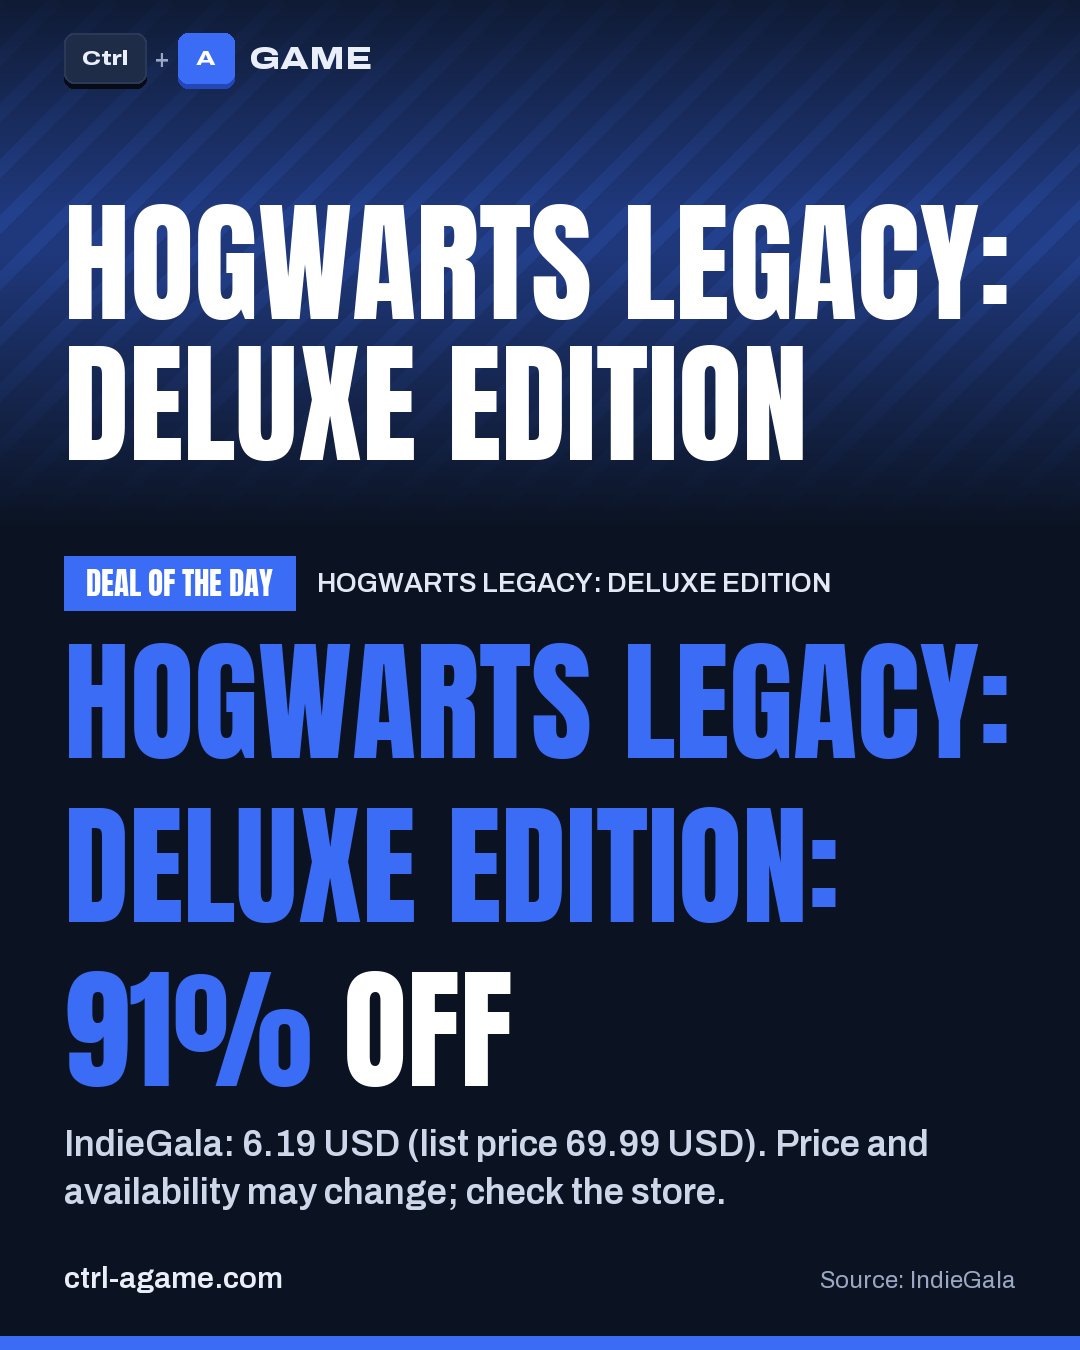 Ctrl + A GAME
HOGWARTS LEGACY:
DELUXE EDITION
DEAL OF THE DAY HOGWARTS LEGACY: DELUXE EDITION
HOGWARTS LEGACY:
DELUXE EDITION:
91% OFF
IndieGala: 6.19 USD (list price 69.99 USD). Price and
availability may change; check the store.
ctrl-agame.com Source: IndieGala